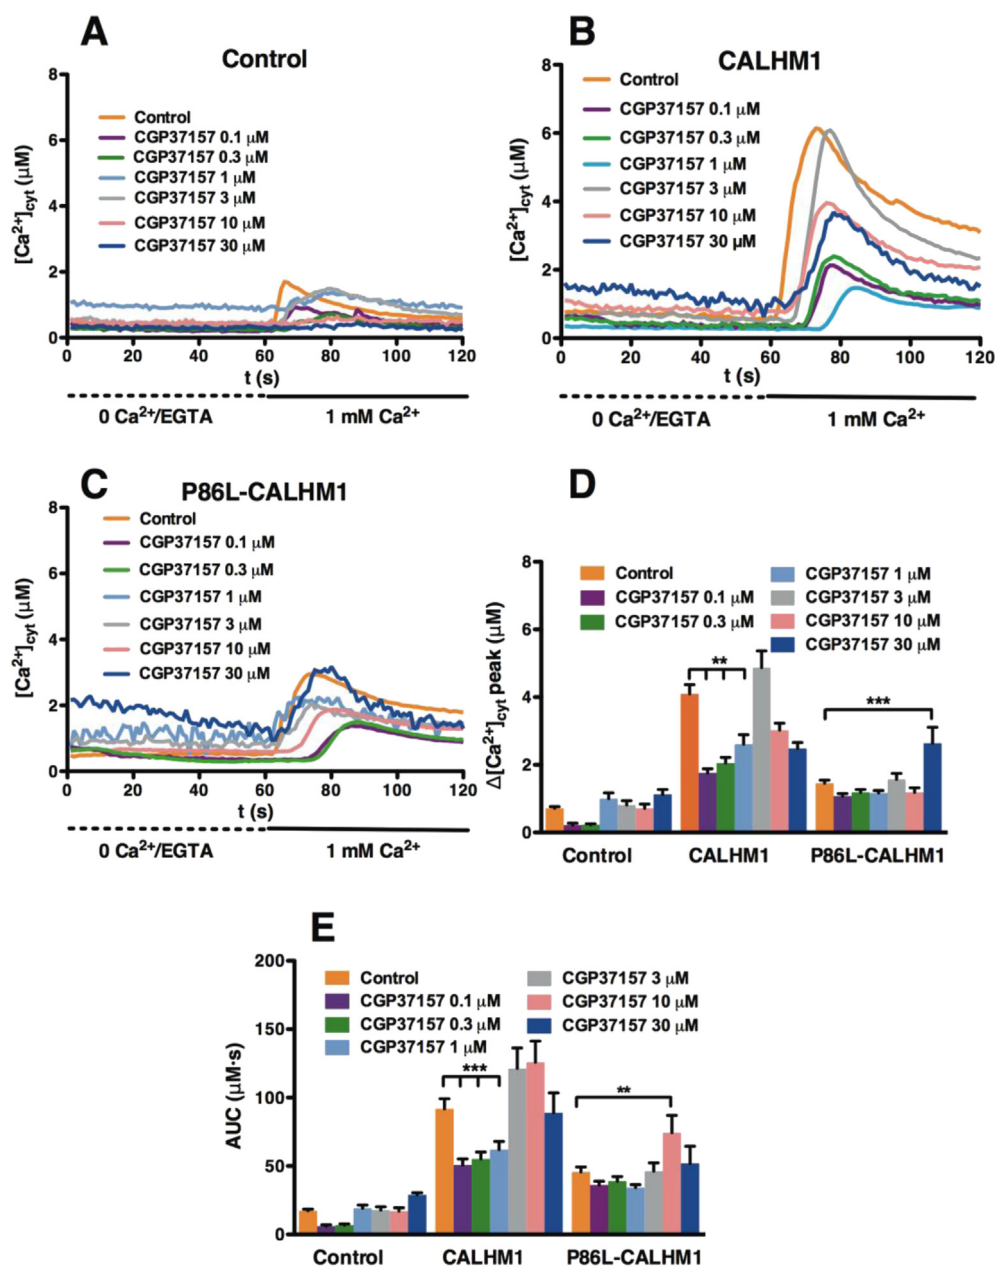 A
Control
[Ca²⁺]cyt (μM)
8
6
4
2
0
Control
CGP37157 0.1 μM
CGP37157 0.3 μM
CGP37157 1 μM
CGP37157 3 μM
CGP37157 10 μM
CGP37157 30 μM
0 20 40 60 80 100 120
t (s)
0 Ca²⁺/EGTA 1 mM Ca²⁺
B
CALHM1
[Ca²⁺]cyt (μM)
8
6
4
2
0
Control
CGP37157 0.1 μM
CGP37157 0.3 μM
CGP37157 1 μM
CGP37157 3 μM
CGP37157 10 μM
CGP37157 30 μM
0 20 40 60 80 100 120
t (s)
0 Ca²⁺/EGTA 1 mM Ca²⁺
C
P86L-CALHM1
[Ca²⁺]cyt (μM)
8
6
4
2
0
Control
CGP37157 0.1 μM
CGP37157 0.3 μM
CGP37157 1 μM
CGP37157 3 μM
CGP37157 10 μM
CGP37157 30 μM
0 20 40 60 80 100 120
t (s)
0 Ca²⁺/EGTA 1 mM Ca²⁺
D
Δ[Ca²⁺]cyt peak (μM)
8
6
4
2
0
Control
CGP37157 0.1 μM
CGP37157 0.3 μM
CGP37157 1 μM
CGP37157 3 μM
CGP37157 10 μM
CGP37157 30 μM
**
***
Control CALHM1 P86L-CALHM1
E
AUC (μM·s)
200
150
100
50
0
Control
CGP37157 0.1 μM
CGP37157 0.3 μM
CGP37157 1 μM
CGP37157 3 μM
CGP37157 10 μM
CGP37157 30 μM
***
**
Control CALHM1 P86L-CALHM1